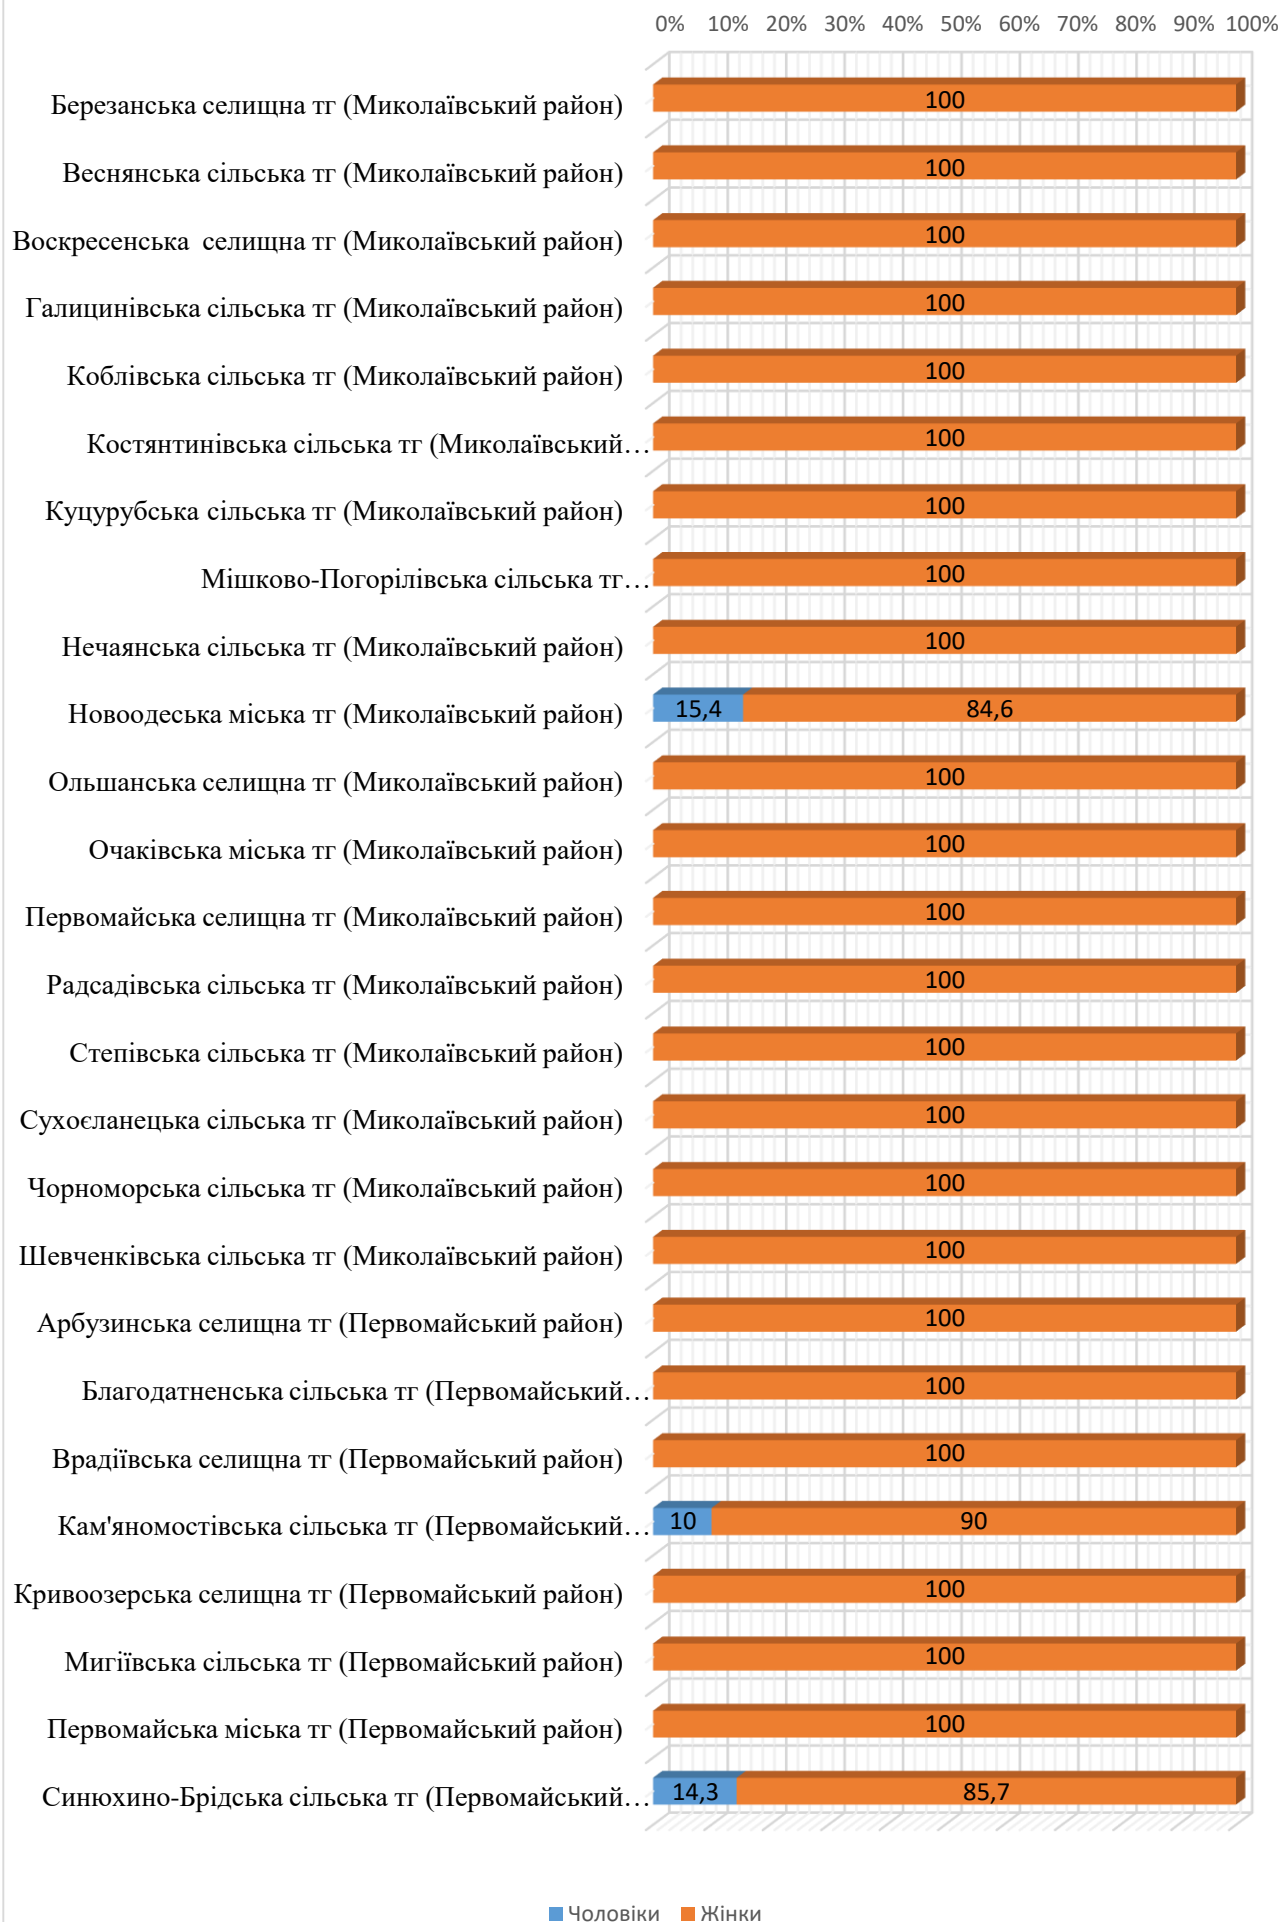 0% 10% 20% 30% 40% 50% 60% 70% 80% 90% 100%
Березанська селищна тг (Миколаївський район) 100
Веснянська сільська тг (Миколаївський район) 100
Воскресенська селищна тг (Миколаївський район) 100
Галицинівська сільська тг (Миколаївський район) 100
Коблівська сільська тг (Миколаївський район) 100
Костянтинівська сільська тг (Миколаївський… 100
Куцурубська сільська тг (Миколаївський район) 100
Мішково-Погорілівська сільська тг… 100
Нечаянська сільська тг (Миколаївський район) 100
Новоодеська міська тг (Миколаївський район) 15,4 84,6
Ольшанська селищна тг (Миколаївський район) 100
Очаківська міська тг (Миколаївський район) 100
Первомайська селищна тг (Миколаївський район) 100
Радсадівська сільська тг (Миколаївський район) 100
Степівська сільська тг (Миколаївський район) 100
Сухоєланецька сільська тг (Миколаївський район) 100
Чорноморська сільська тг (Миколаївський район) 100
Шевченківська сільська тг (Миколаївський район) 100
Арбузинська селищна тг (Первомайський район) 100
Благодатненська сільська тг (Первомайський… 100
Врадіївська селищна тг (Первомайський район) 100
Кам'яномостівська сільська тг (Первомайський… 10 90
Кривоозерська селищна тг (Первомайський район) 100
Мигіївська сільська тг (Первомайський район) 100
Первомайська міська тг (Первомайський район) 100
Синюхино-Брідська сільська тг (Первомайський… 14,3 85,7
Чоловіки Жінки